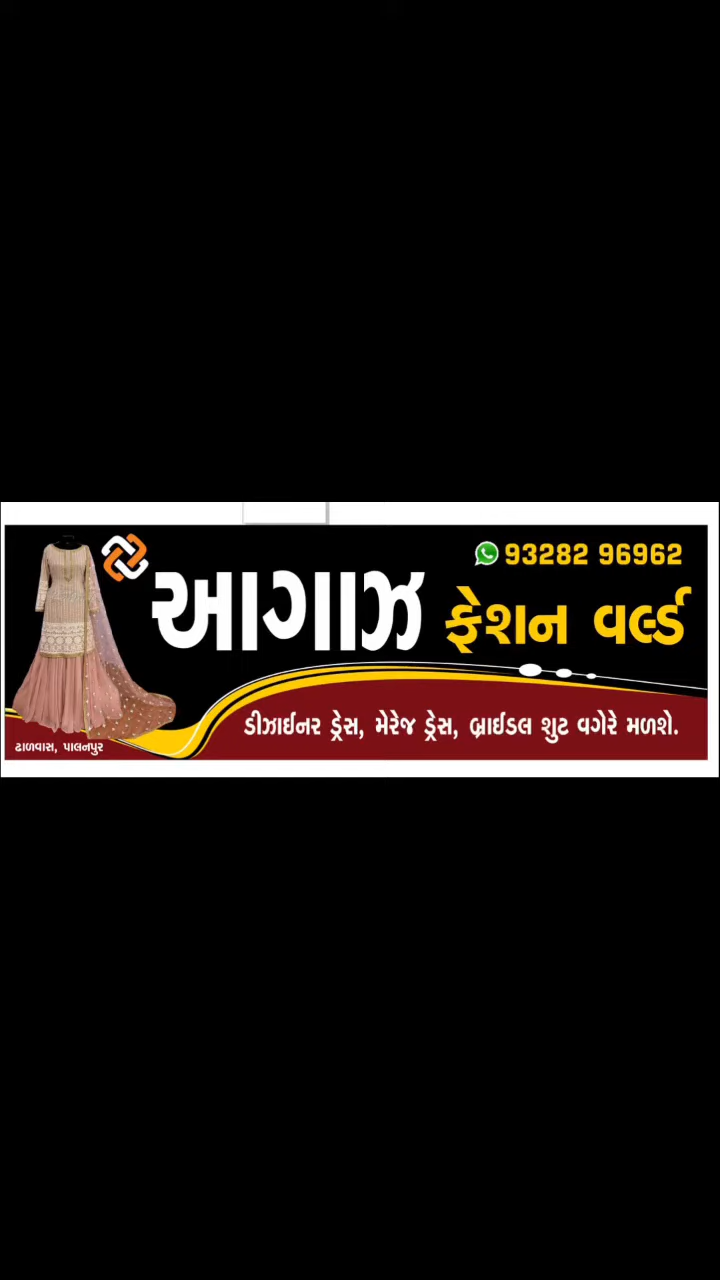 93282 96962
આગાઝ ફેશન વર્લ્ડ
ડીઝાઈનર ડ્રેસ, મેરેજ ડ્રેસ, બ્રાઈડલ શુટ વગેરે મળશે.
ઢાળવાસ, પાલનપુર